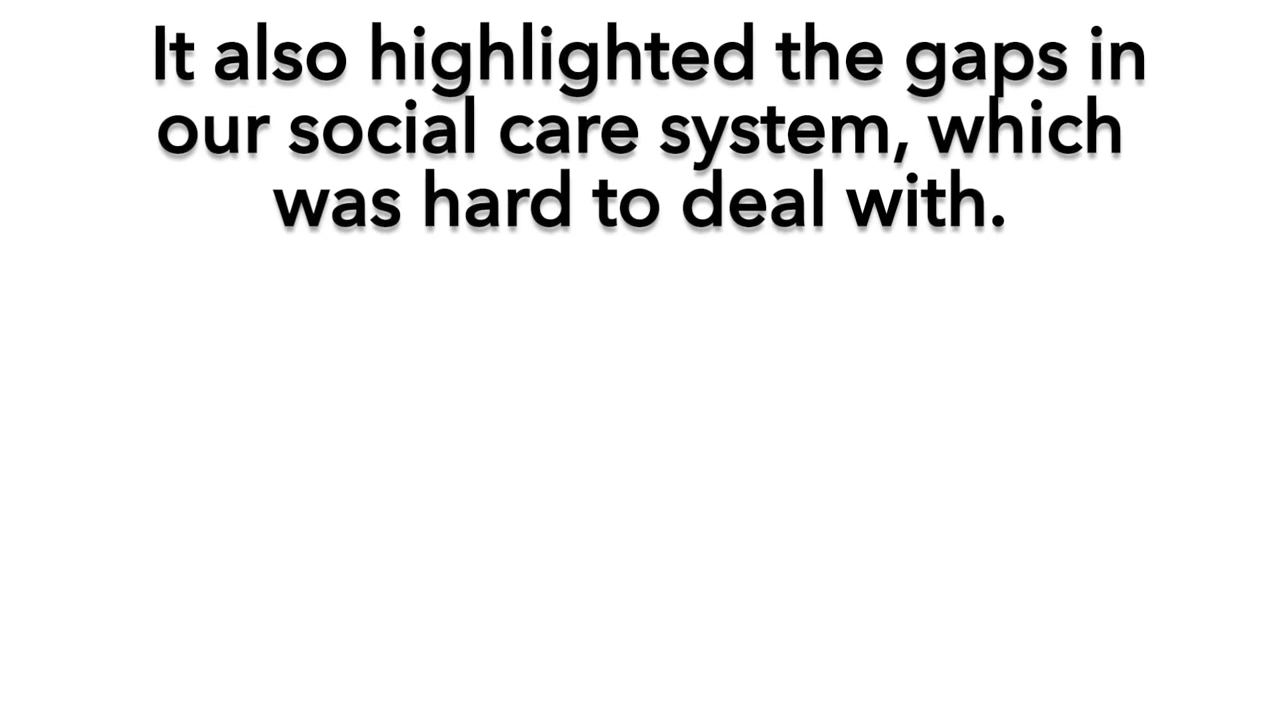 It also highlighted the gaps in
our social care system, which
was hard to deal with.